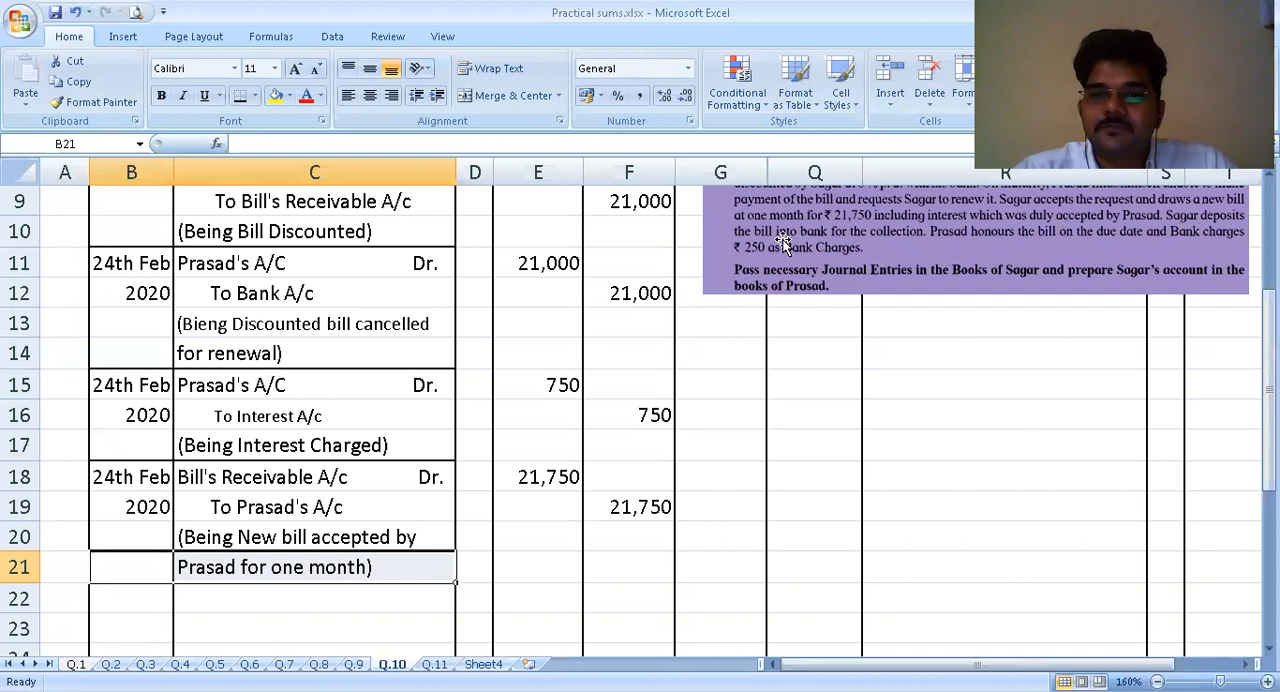 Practical sums.xlsx - Microsoft Excel
Home Insert Page Layout Formulas Data Review View
Cut
Copy
Format Painter
Paste
Clipboard
Calibri 11
B I U
Font
Wrap Text
Merge & Center
Alignment
General
Number
Conditional Formatting
Format as Table
Cell Styles
Styles
Insert Delete
Cells
B21
A B C D E F G Q R S
9 To Bill's Receivable A/c 21,000
10 (Being Bill Discounted)
11 24th Feb Prasad's A/C Dr. 21,000
12 2020 To Bank A/c 21,000
13 (Bieng Discounted bill cancelled
14 for renewal)
15 24th Feb Prasad's A/C Dr. 750
16 2020 To Interest A/c 750
17 (Being Interest Charged)
18 24th Feb Bill's Receivable A/c Dr. 21,750
19 2020 To Prasad's A/c 21,750
20 (Being New bill accepted by
21 Prasad for one month)
22
23
payment of the bill and requests Sagar to renew it. Sagar accepts the request and draws a new bill
at one month for ₹ 21,750 including interest which was duly accepted by Prasad. Sagar deposits
the bill into bank for the collection. Prasad honours the bill on the due date and Bank charges
₹ 250 as Bank Charges.
Pass necessary Journal Entries in the Books of Sagar and prepare Sagar's account in the
books of Prasad.
Q.1 Q.2 Q.3 Q.4 Q.5 Q.6 Q.7 Q.8 Q.9 Q.10 Q.11 Sheet4
Ready
160%